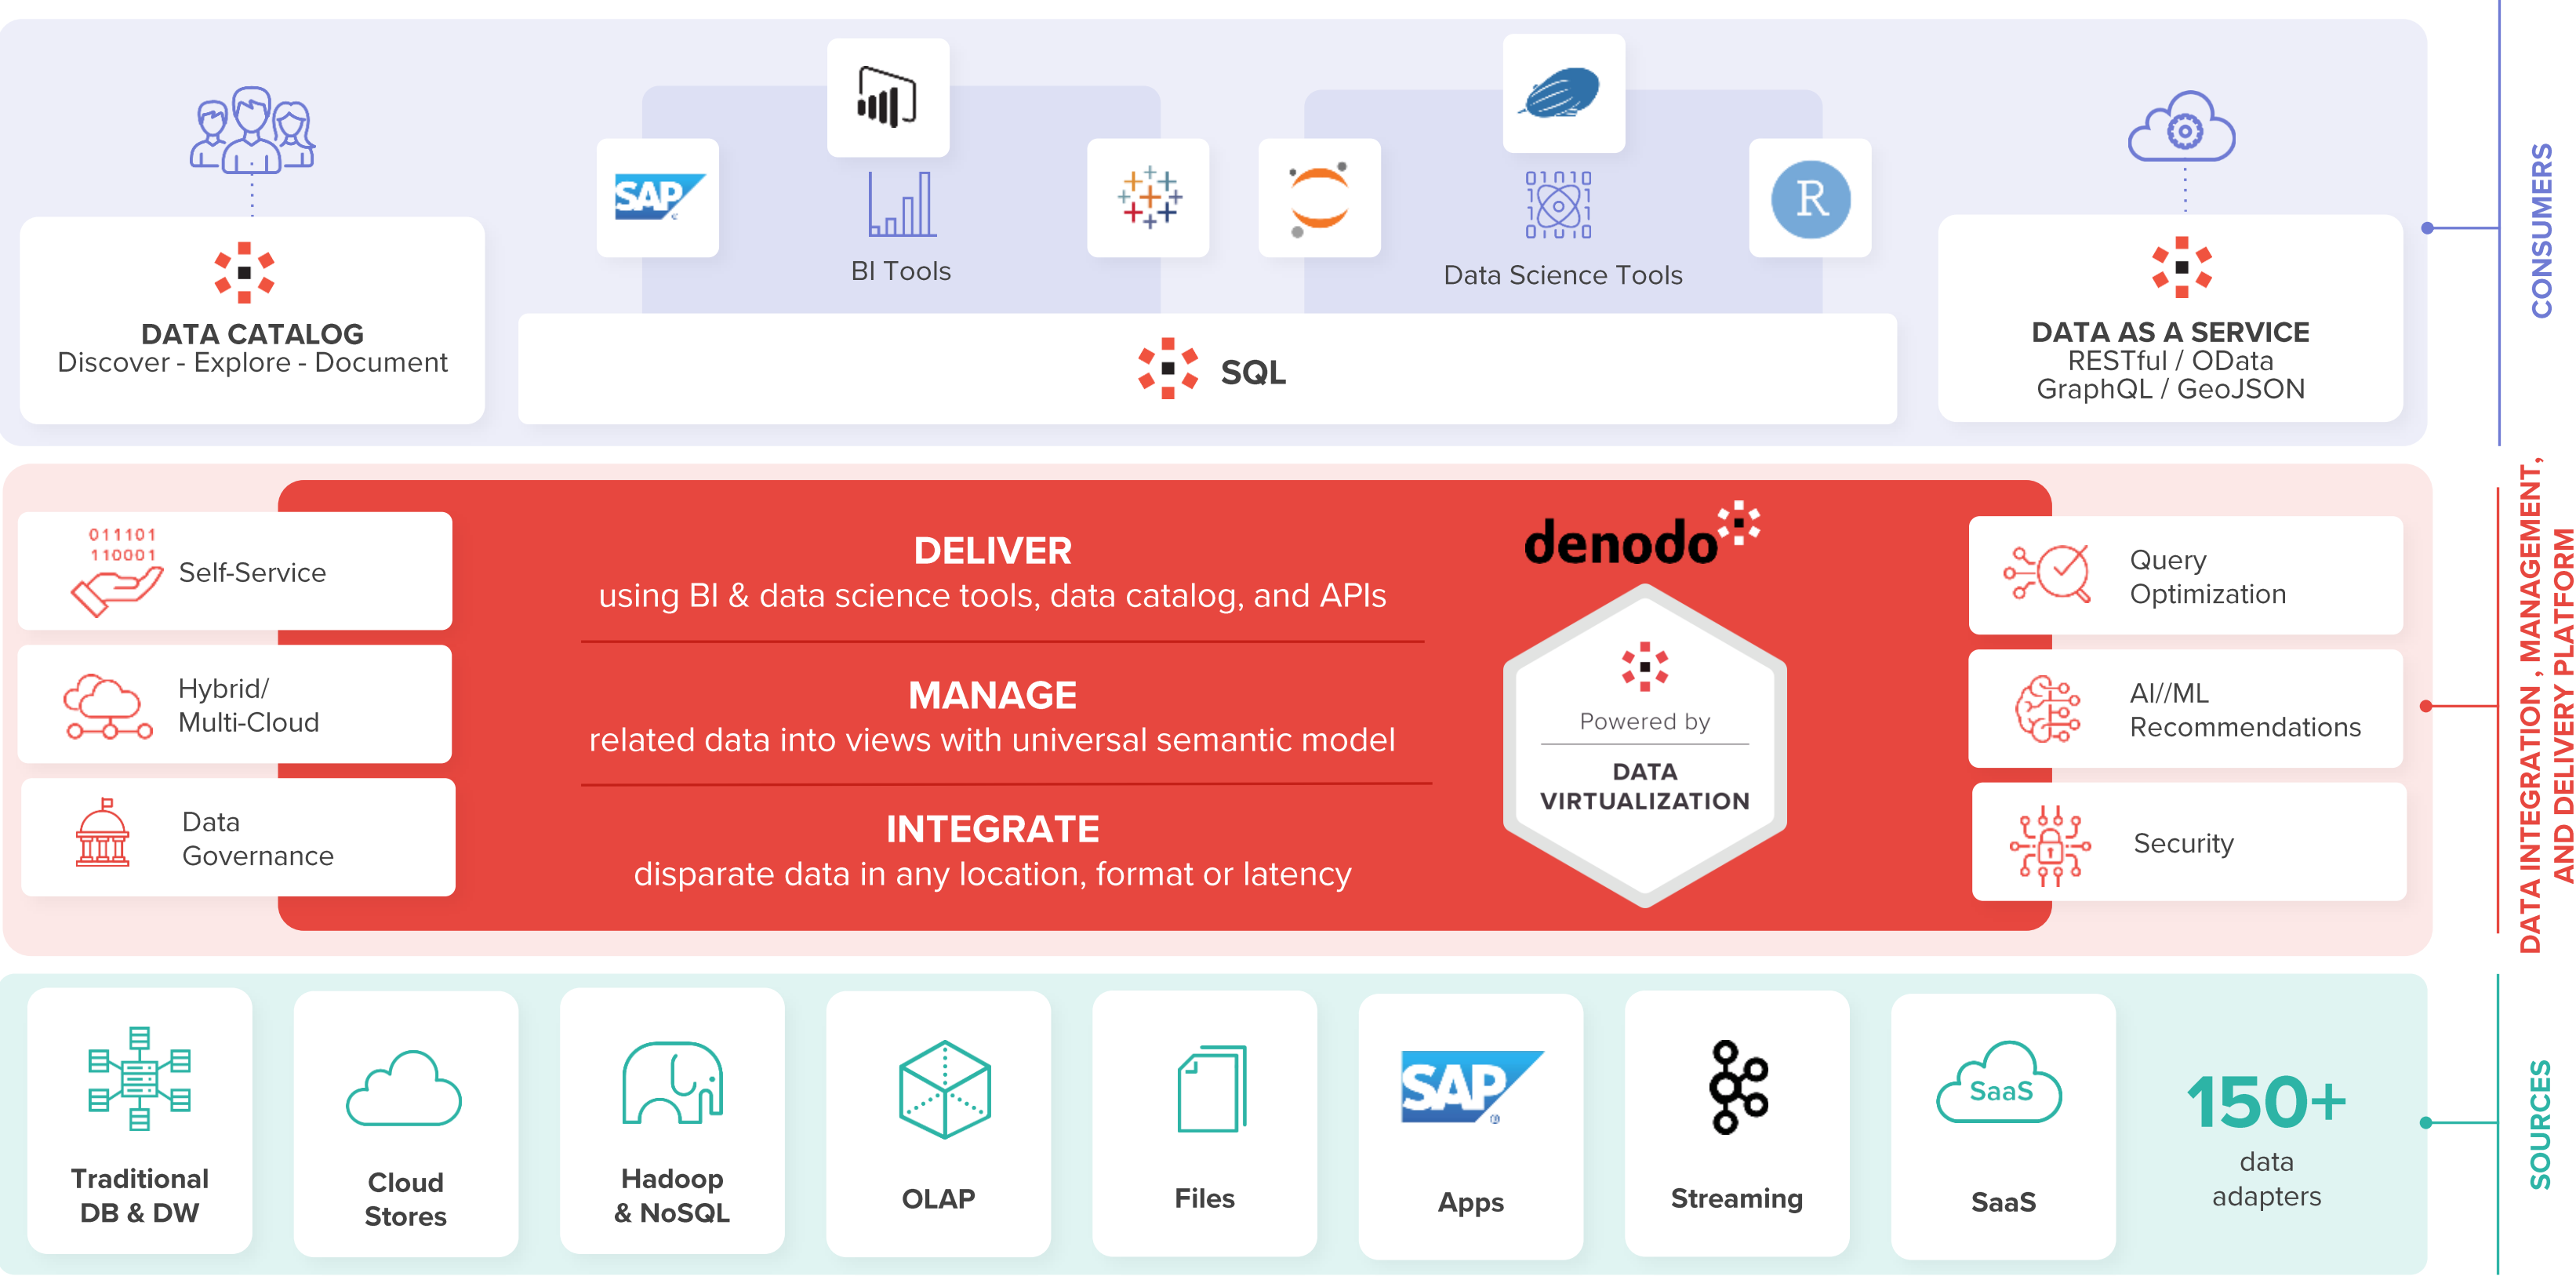 SAP
BI Tools
01010
01010
R
Data Science Tools
DATA CATALOG
Discover - Explore - Document
SQL
DATA AS A SERVICE
RESTful / OData
GraphQL / GeoJSON
CONSUMERS
011101
110001
Self-Service
Hybrid/
Multi-Cloud
Data
Governance
DELIVER
using BI & data science tools, data catalog, and APIs
MANAGE
related data into views with universal semantic model
INTEGRATE
disparate data in any location, format or latency
denodo
Powered by
DATA
VIRTUALIZATION
Query
Optimization
AI//ML
Recommendations
Security
DATA INTEGRATION , MANAGEMENT,
AND DELIVERY PLATFORM
Traditional
DB & DW
Cloud
Stores
Hadoop
& NoSQL
OLAP
Files
SAP
®
Apps
Streaming
SaaS
SaaS
150+
data
adapters
SOURCES